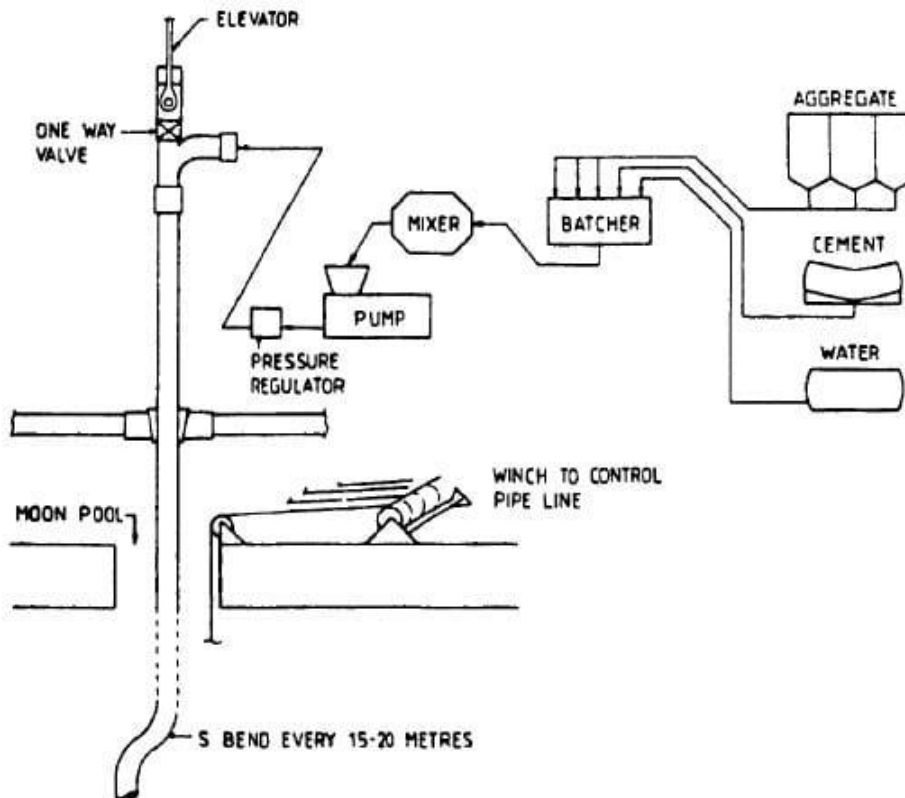 ELEVATOR
AGGREGATE
ONE WAY
VALVE
MIXER
BATCHER
CEMENT
PUMP
PRESSURE
REGULATOR
WATER
WINCH TO CONTROL
PIPE LINE
MOON POOL
S BEND EVERY 15-20 METRES